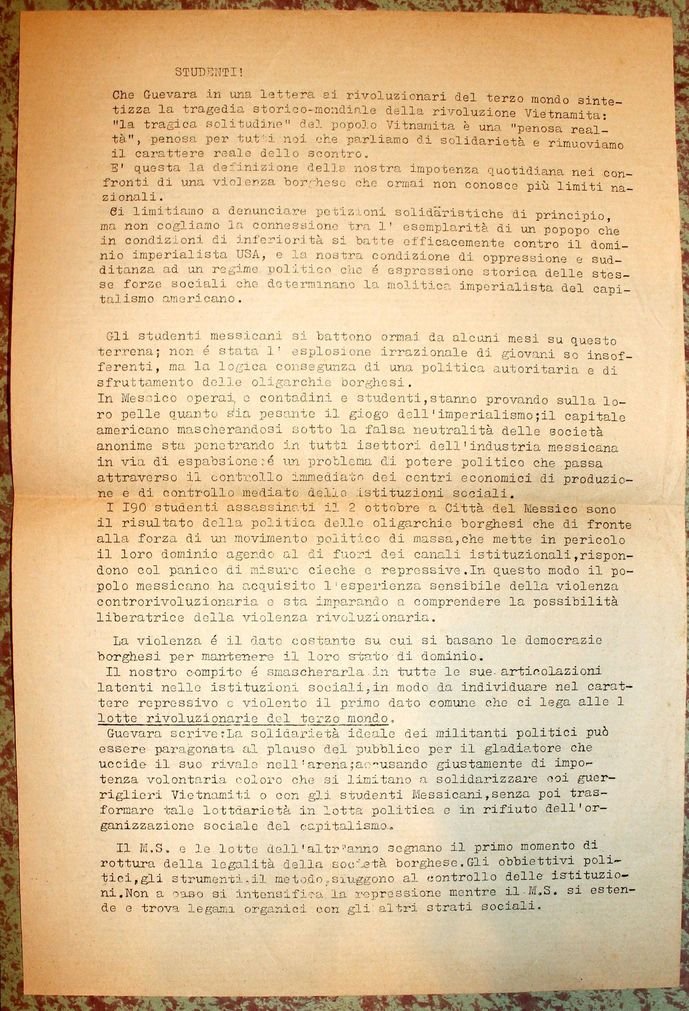 STUDENTI!
Che Guevara in una lettera ai rivoluzionari del terzo mondo sinte-
tizza la tragedia storico-mondiale della rivoluzione Vietnamita:
"la tragica solitudine" del popolo Vitnamita è una "penosa real-
tà", penosa per tutti noi che parliamo di solidarietà e rimuoviamo
il carattere reale dello scontro.
E' questa la definizione della nostra impotenza quotidiana nei con-
fronti di una violenza borghese che ormai non conosce più limiti na-
zionali.
Ci limitiamo a denunciare petizioni solidaristiche di principio,
ma non cogliamo la connessione tra l' esemplarità di un popopo che
in condizioni di inferiorità si batte efficacemente contro il domi-
nio imperialista USA, e la nostra condizione di oppressione e sud-
ditanza ad un regime politico che é espressione storica delle stes-
se forze sociali che determinano la molitica imperialista del capi-
talismo americano.
Gli studenti messicani si battono ormai da alcuni mesi su questo
terrena; non é stata l' esplosione irrazionale di giovani so insof-
ferenti, ma la logica consegunza di una politica autoritaria e di
sfruttamento delle oligarchie borghesi.
In Messico operai, e contadini e studenti,stanno provando sulla lo-
ro pelle quanto sia pesante il giogo dell'imperialismo;il capitale
americano mascherandosi sotto la falsa neutralità delle società
anonime sta penetrando in tutti isettori dell'industria messicana
in via di espabsione:é un problema di potere politico che passa
attraverso il controllo immediato dei centri economici di produzio-
ne e di controllo mediato delle istituzioni sociali.
I I90 studenti assassinati il 2 ottobre a Città del Messico sono
il risultato della politica delle oligarchie borghesi che di fronte
alla forza di un movimento politico di massa,che mette in pericolo
il loro dominio agendo al di fuori dei canali istituzionali,rispon-
dono col panico di misure cieche e repressive.In questo modo il po-
polo messicano ha acquisito l'esperienza sensibile della violenza
controrivoluzionaria e sta imparando a comprendere la possibilità
liberatrice della violenza rivoluzionaria.
La violenza é il dato costante su cui si basano le democrazie
borghesi per mantenere il loro stato di dominio.
Il nostro compito é smascherarla in tutte le sue articolazioni
latenti nelle istituzioni sociali,in modo da individuare nel carat-
tere repressivo e violento il primo dato comune che ci lega alle l
lotte rivoluzionarie del terzo mondo.
Guevara scrive:La solidarietà ideale dei militanti politici può
essere paragonata al plauso del pubblico per il gladiatore che
uccide il suo rivale nell'arena;accusando giustamente di impo-
tenza volontaria coloro che si limitano a solidarizzare coi guer-
riglieri Vietnamiti o con gli studenti Messicani,senza poi tras-
formare tale lottdarietà in lotta politica e in rifiuto dell'or-
ganizzazione sociale del capitalismo.
Il M.S. e le lotte dell'altr'anno segnano il primo momento di
rottura della legalità della società borghese.Gli obbiettivi poli-
tici,gli strumenti.il metodo,sfuggono al controllo delle istituzio-
ni.Non a caso si intensifica la repressione mentre il M.S. si esten-
de e trova legami organici con gli altri strati sociali.